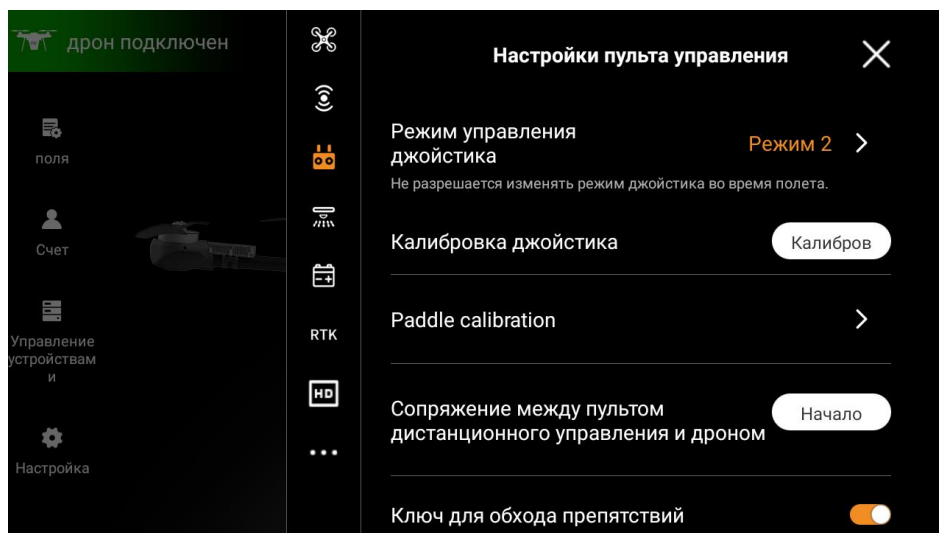 дрон подключен
поля
Счет
Управление
устройствам
и
Настройка
RTK
HD
Настройки пульта управления
Режим управления
джойстика
Режим 2
Не разрешается изменять режим джойстика во время полета.
Калибровка джойстика
Калибров
Paddle calibration
Сопряжение между пультом
дистанционного управления и дроном
Начало
Ключ для обхода препятствий